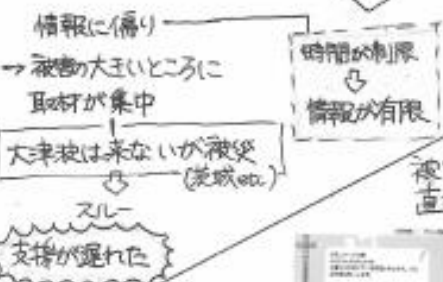 情報に偏り
→ 被害の大きいところに
取材が集中
大津波は来ないが被災
(茨城etc.)
スルー
支援が遅れた
時間が制限
情報が有限
被
直